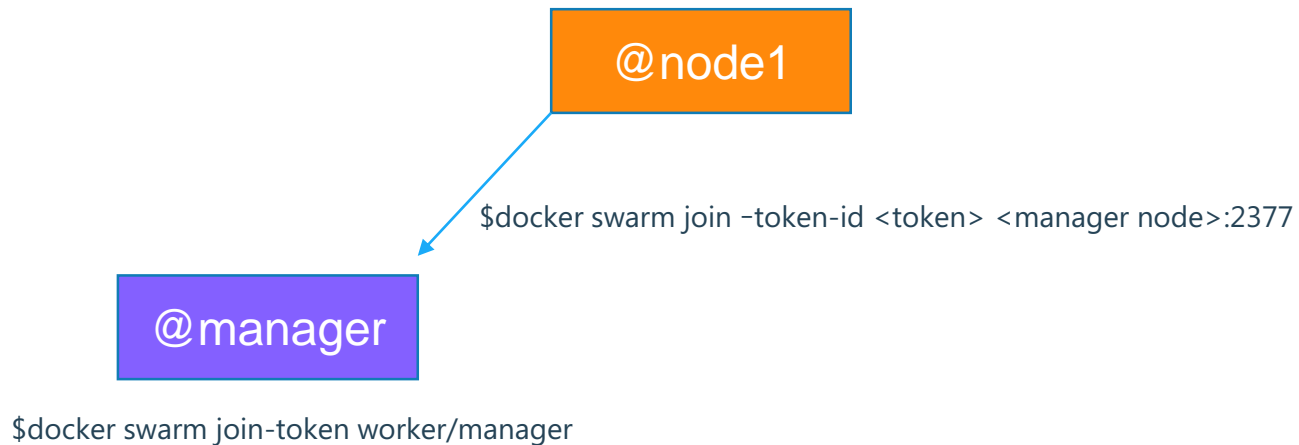 @node1
$docker swarm join –token-id <token> <manager node>:2377
@manager
$docker swarm join-token worker/manager